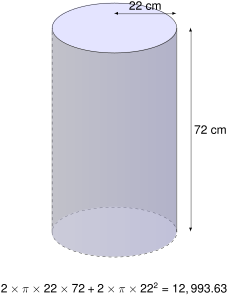 22 cm
72 cm
2 × π × 22 × 72 + 2 × π × 22² = 12,993.63